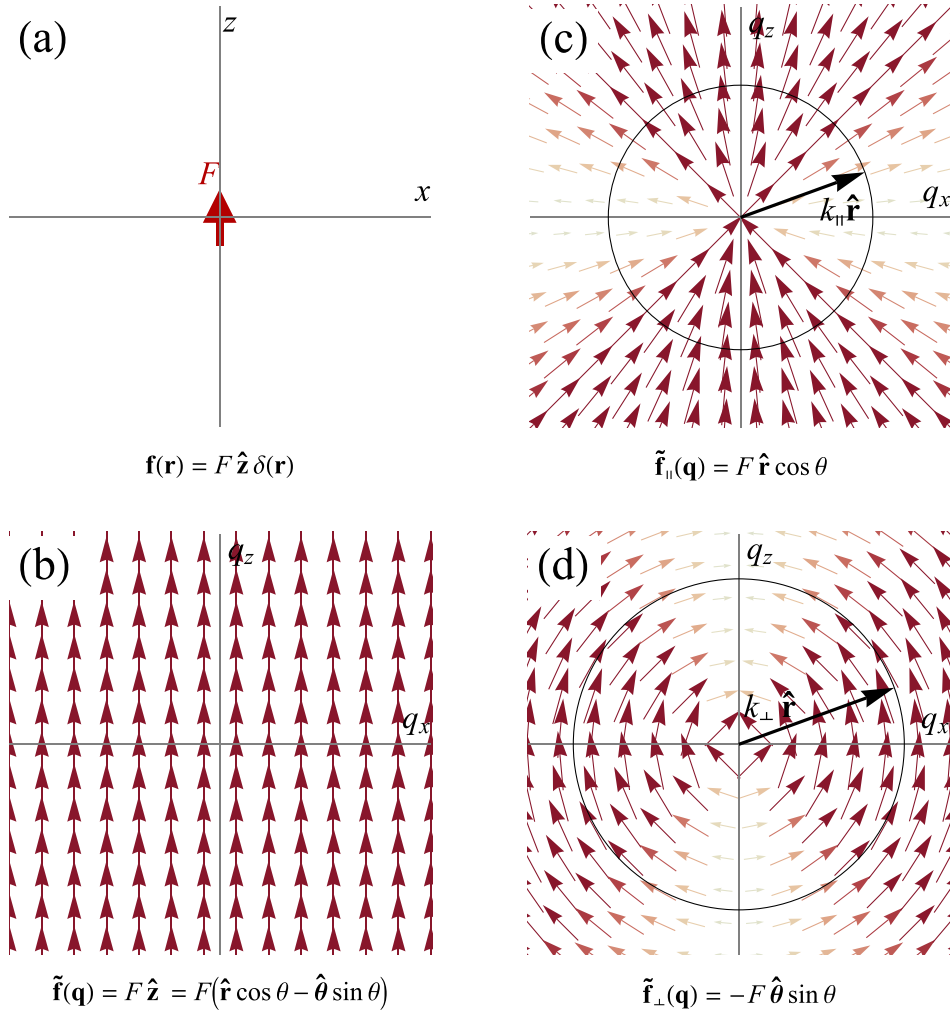 (a)
z
F
x
f(r) = F ẑ δ(r)
(c)
q_z
q_x
k_∥ r̂
f̃_∥(q) = F r̂ cos θ
(b)
q_z
q_x
f̃(q) = F ẑ = F(r̂ cos θ − θ̂ sin θ)
(d)
q_z
k_⊥ r̂
q_x
f̃_⊥(q) = −F θ̂ sin θ